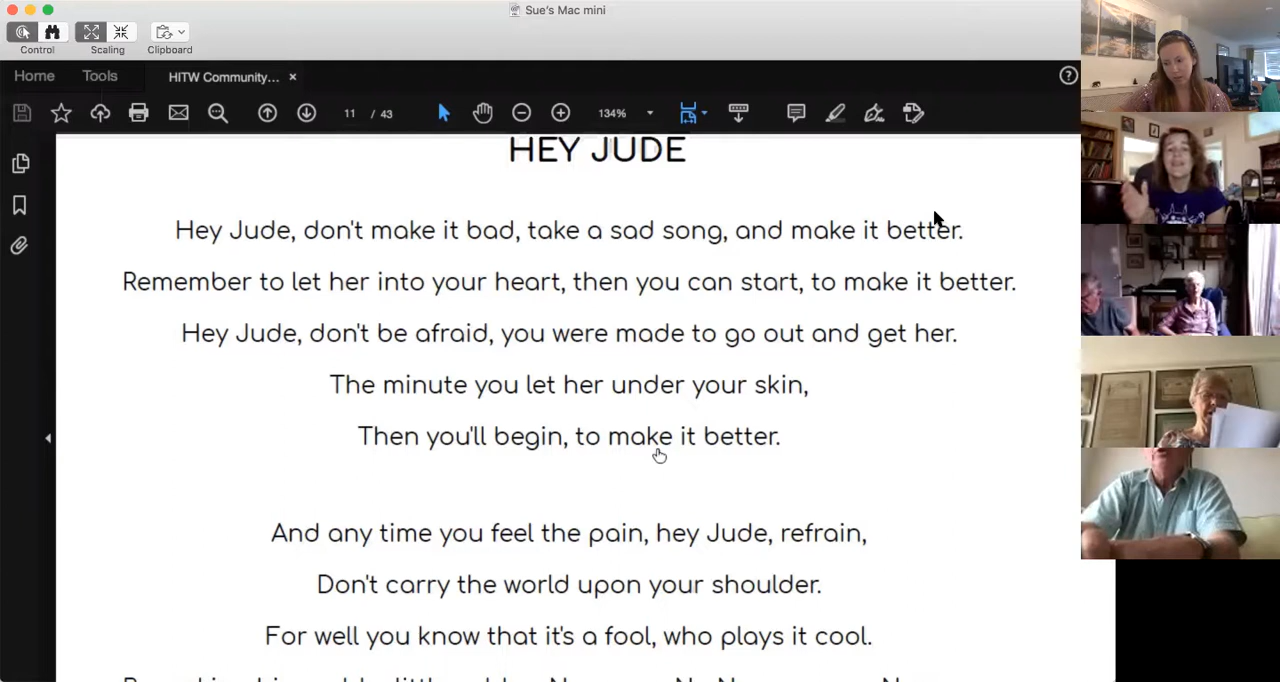 Sue's Mac mini
Control
Scaling
Clipboard
Home
Tools
HITW Community...
11 / 43
134%
HEY JUDE
Hey Jude, don't make it bad, take a sad song, and make it better.
Remember to let her into your heart, then you can start, to make it better.
Hey Jude, don't be afraid, you were made to go out and get her.
The minute you let her under your skin,
Then you'll begin, to make it better.
And any time you feel the pain, hey Jude, refrain,
Don't carry the world upon your shoulder.
For well you know that it's a fool, who plays it cool.